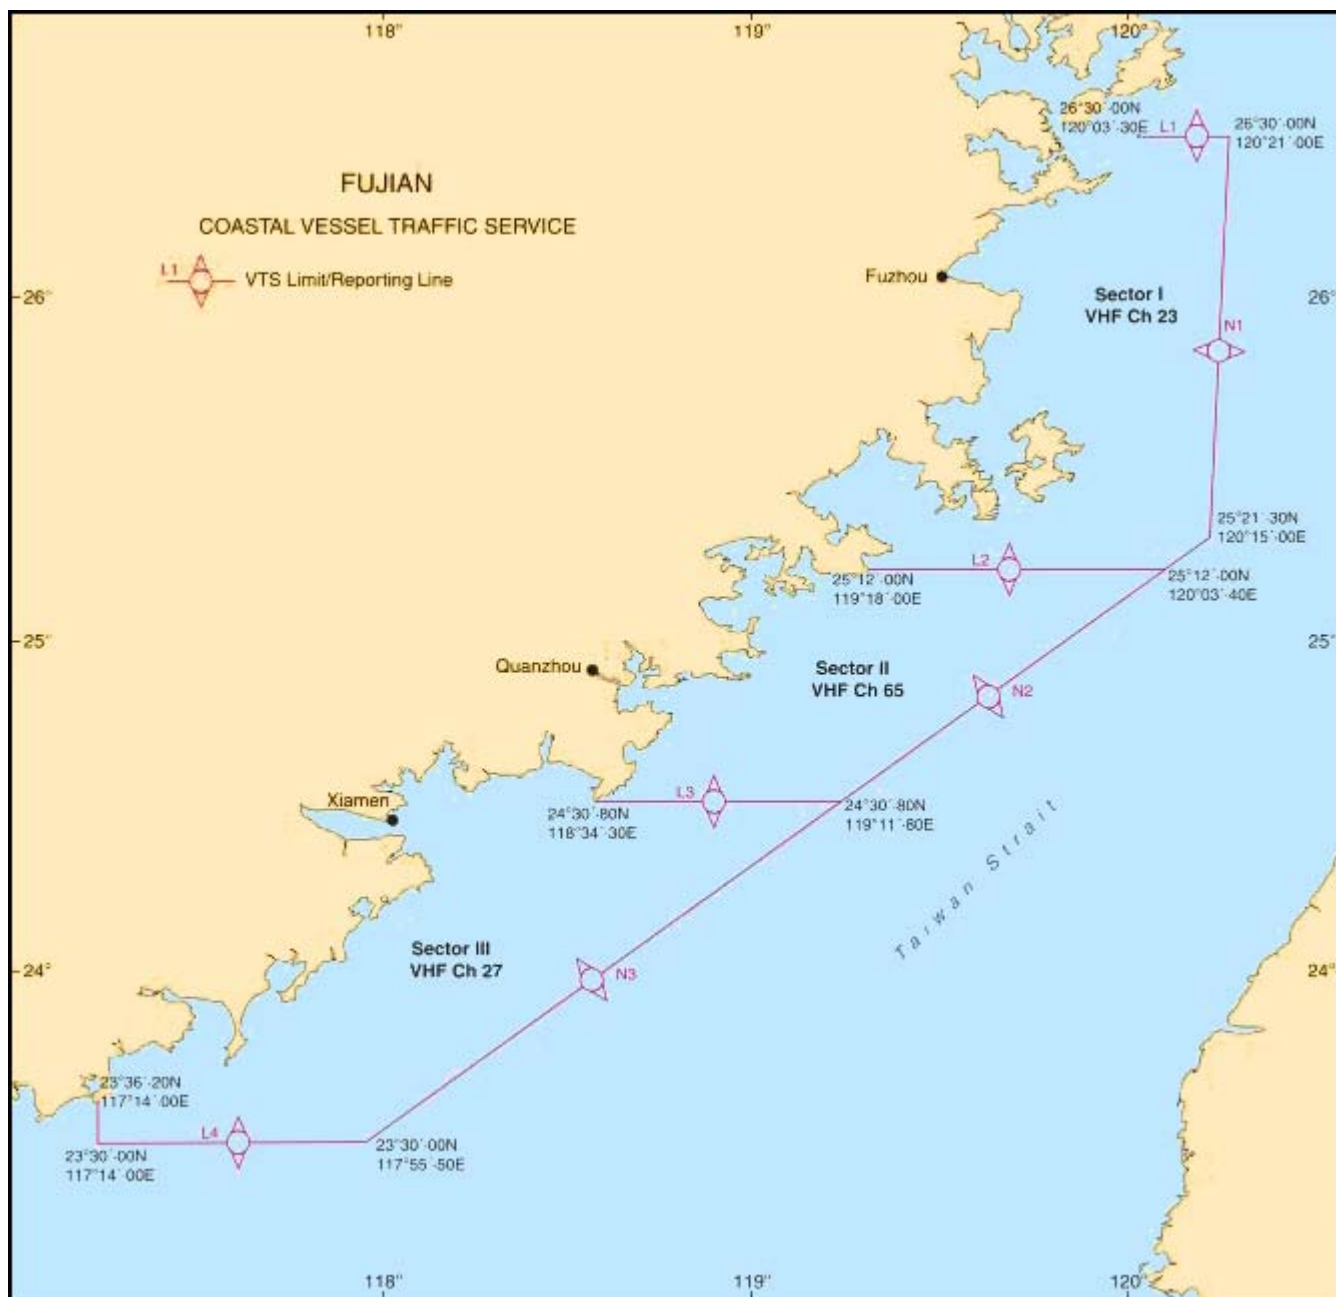 118°
119°
120°
26°30´·00N
120°03´·30E
L1
26°30´·00N
120°21´·00E
FUJIAN
COASTAL VESSEL TRAFFIC SERVICE
L1
VTS Limit/Reporting Line
Fuzhou
26°
Sector I
VHF Ch 23
26°
N1
25°21´·30N
120°15´·00E
L2
25°12´·00N
119°18´·00E
25°12´·00N
120°03´·40E
25°
25°
Quanzhou
Sector II
VHF Ch 65
N2
Xiamen
L3
24°30´·80N
118°34´·30E
24°30´·80N
119°11´·80E
Taiwan Strait
Sector III
VHF Ch 27
24°
N3
24°
23°36´·20N
117°14´·00E
L4
23°30´·00N
117°14´·00E
23°30´·00N
117°55´·50E
118°
119°
120°